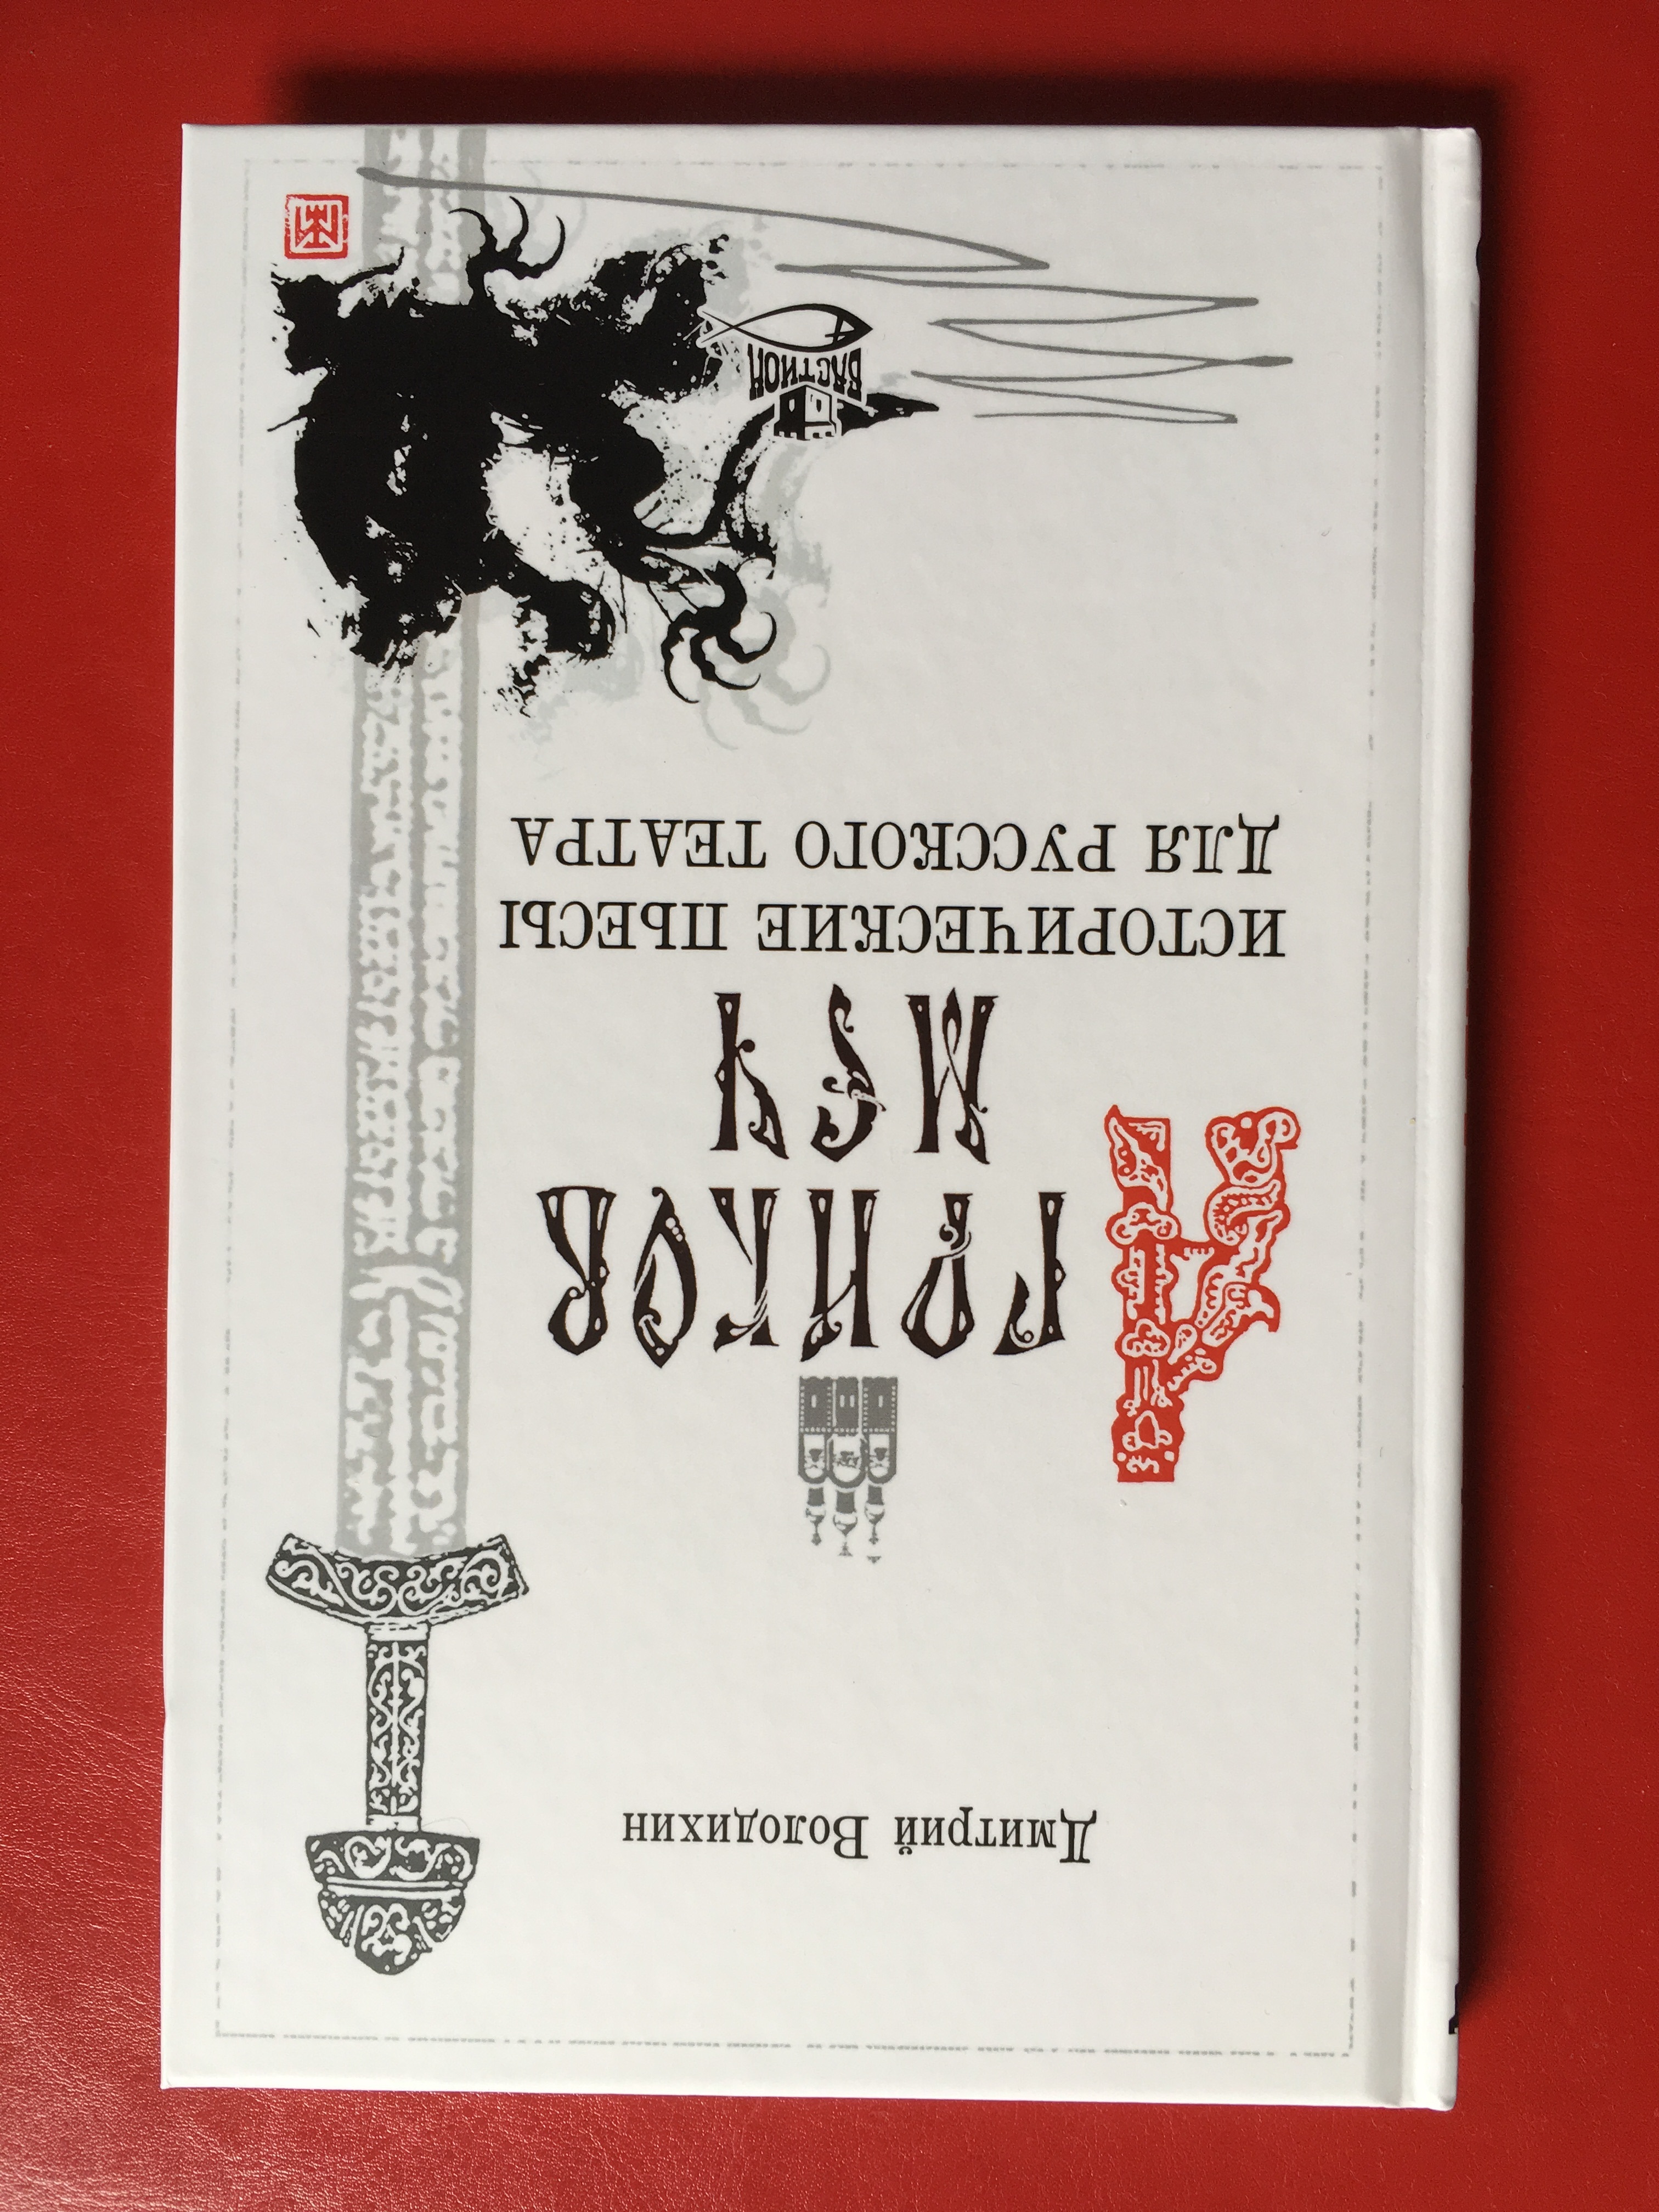 Дмитрий Володихин
АГРИКОВ
МЕЧ
ИСТОРИЧЕСКИЕ ПЬЕСЫ
ДЛЯ РУССКОГО ТЕАТРА
БАСТИОН